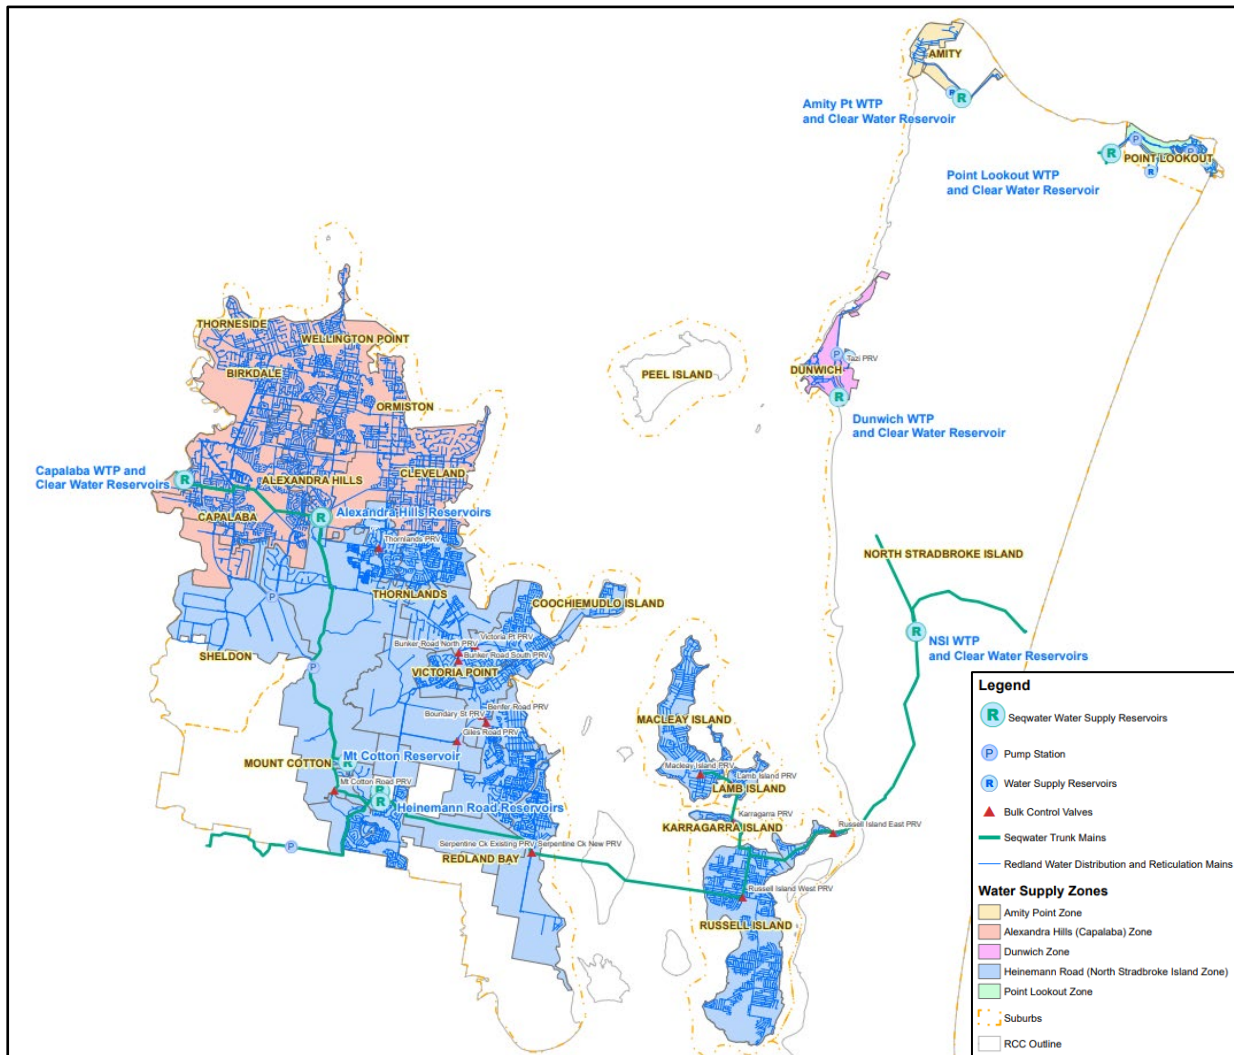 AMITY
R
R
Amity Pt WTP
and Clear Water Reservoir
P
R
POINT LOOKOUT
P
R
Point Lookout WTP
and Clear Water Reservoir
THORNESIDE
WELLINGTON POINT
BIRKDALE
ORMISTON
PEEL ISLAND
P
Tazi PRV
DUNWICH
R
Dunwich WTP
and Clear Water Reservoir
Capalaba WTP and
Clear Water Reservoirs
R
ALEXANDRA HILLS
CLEVELAND
CAPALABA
R
Alexandra Hills Reservoirs
Thornlands PRV
NORTH STRADBROKE ISLAND
P
THORNLANDS
COOCHIEMUDLO ISLAND
R
NSI WTP
and Clear Water Reservoirs
SHELDON
P
Bunker Road North PRV
Victoria Pt PRV
Bunker Road South PRV
VICTORIA POINT
Boundary St PRV
Benfer Road PRV
Giles Road PRV
MACLEAY ISLAND
Macleay Island PRV
Lamb Island PRV
LAMB ISLAND
MOUNT COTTON
Mt Cotton Reservoir
R
Mt Cotton Road PRV
R
R
Heinemann Road Reservoirs
Karragarra PRV
KARRAGARRA ISLAND
Russell Island East PRV
P
Serpentine Ck Existing PRV
Serpentine Ck New PRV
REDLAND BAY
Russell Island West PRV
RUSSELL ISLAND
Legend
R
Seqwater Water Supply Reservoirs
P
Pump Station
R
Water Supply Reservoirs
Bulk Control Valves
Seqwater Trunk Mains
Redland Water Distribution and Reticulation Mains
Water Supply Zones
Amity Point Zone
Alexandra Hills (Capalaba) Zone
Dunwich Zone
Heinemann Road (North Stradbroke Island Zone)
Point Lookout Zone
Suburbs
RCC Outline